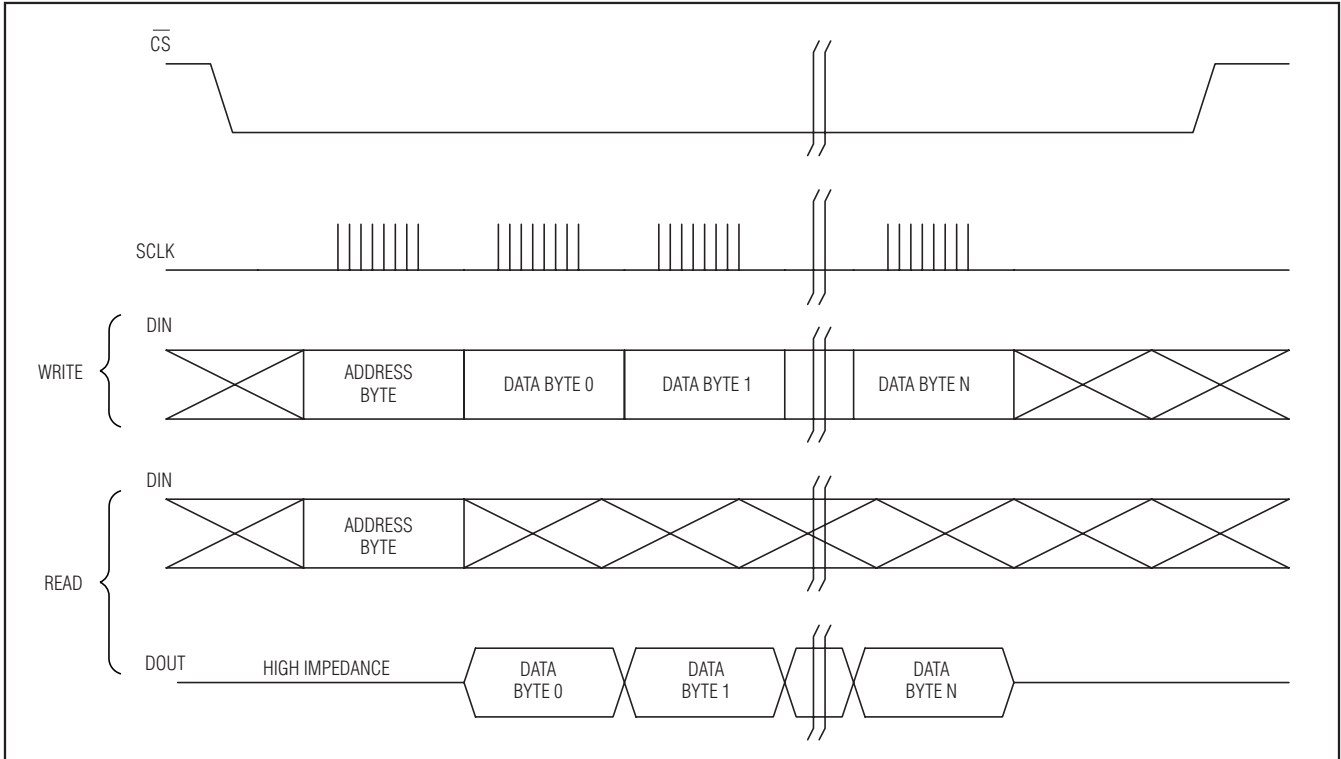 C̅S̅
SCLK
DIN
WRITE
ADDRESS
BYTE
DATA BYTE 0
DATA BYTE 1
DATA BYTE N
DIN
READ
ADDRESS
BYTE
DOUT
HIGH IMPEDANCE
DATA
BYTE 0
DATA
BYTE 1
DATA
BYTE N